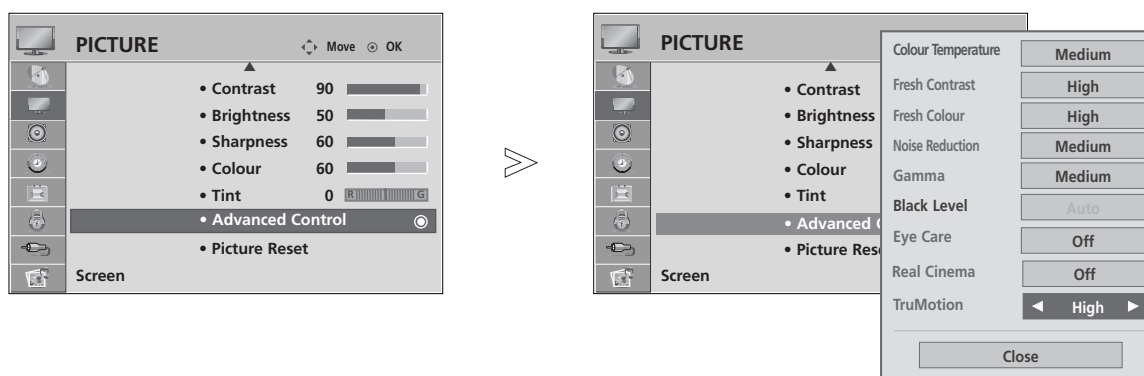 PICTURE
Move OK
• Contrast 90
• Brightness 50
• Sharpness 60
• Colour 60
• Tint 0 R G
• Advanced Control
• Picture Reset
Screen
PICTURE
• Contrast
• Brightness
• Sharpness
• Colour
• Tint
• Advanced C
• Picture Rese
Screen
Colour Temperature Medium
Fresh Contrast High
Fresh Colour High
Noise Reduction Medium
Gamma Medium
Black Level Auto
Eye Care Off
Real Cinema Off
TruMotion ◄ High ►
Close